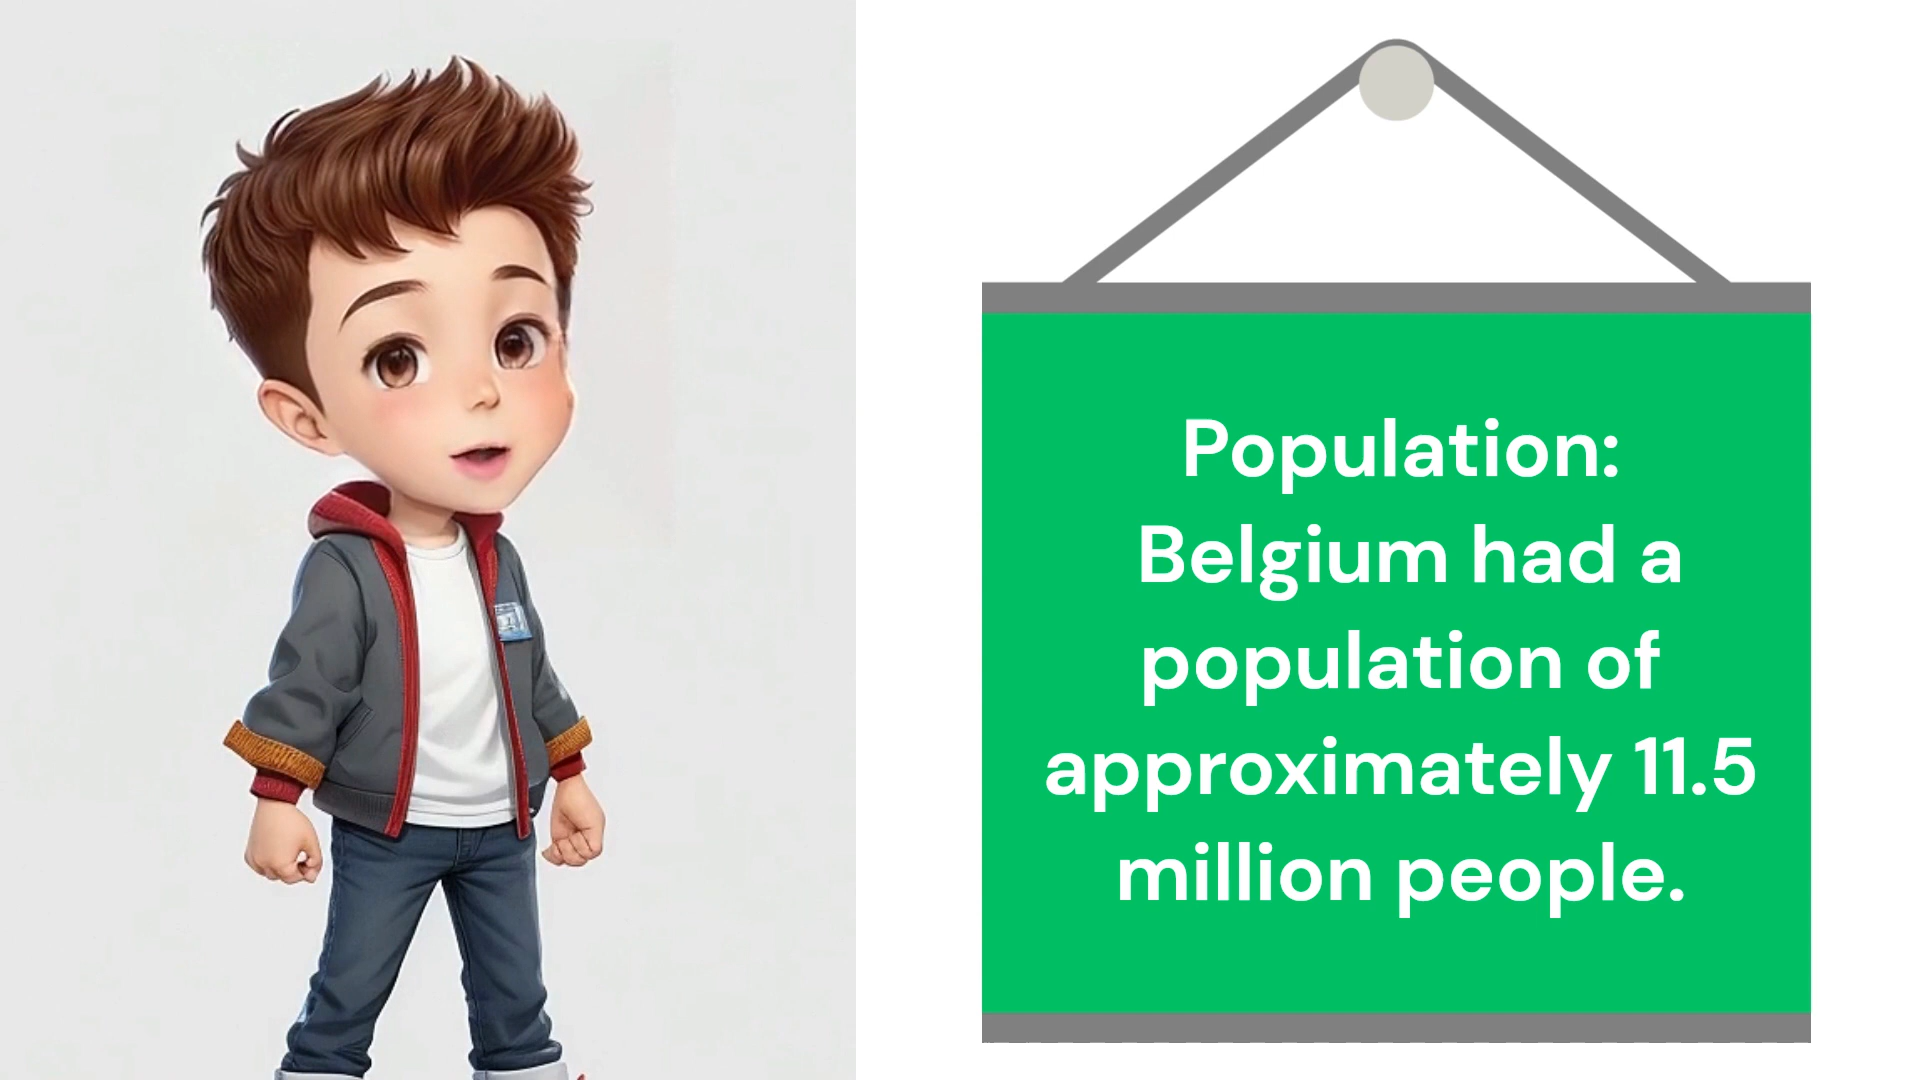 Population:
Belgium had a
population of
approximately 11.5
million people.